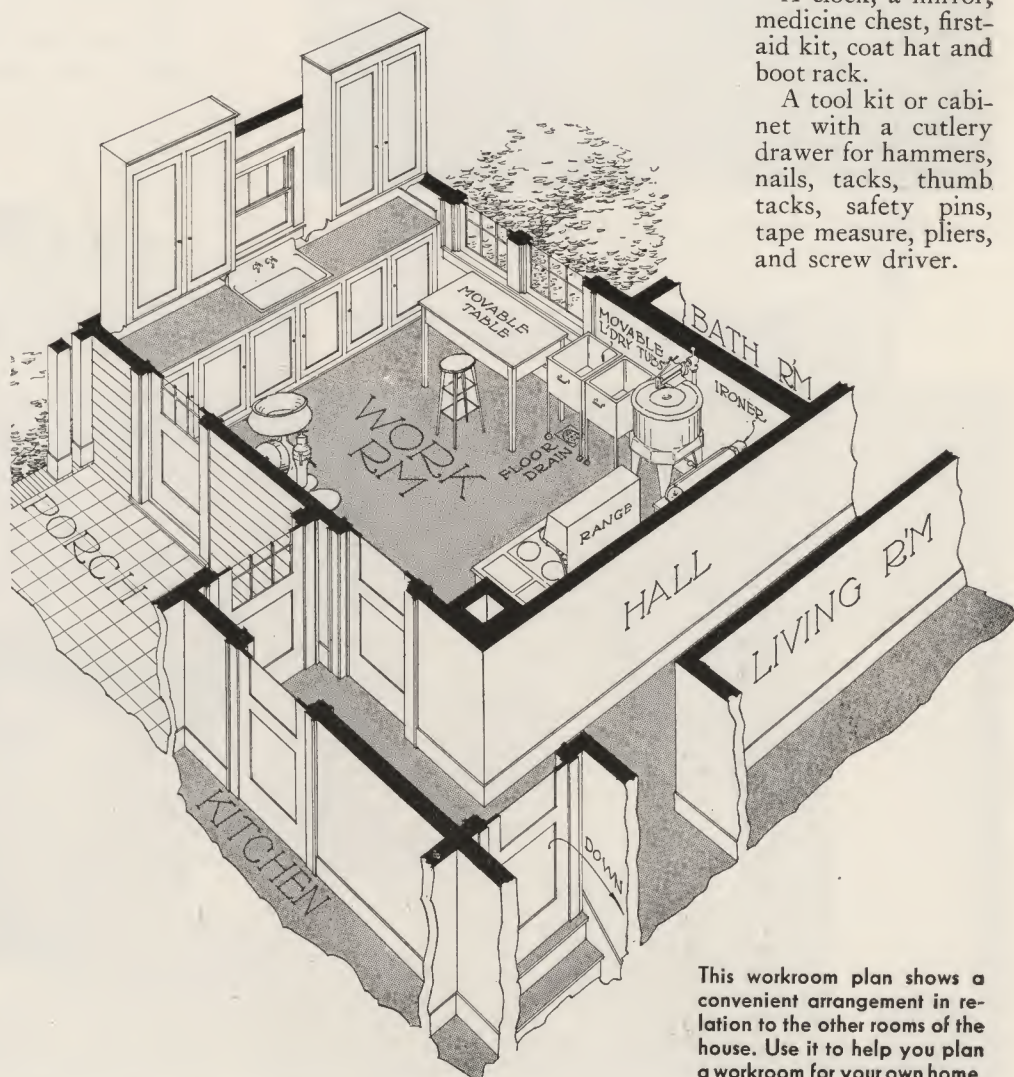 medicine chest, first-
aid kit, coat hat and
boot rack.
A tool kit or cabi-
net with a cutlery
drawer for hammers,
nails, tacks, thumb
tacks, safety pins,
tape measure, pliers,
and screw driver.
BATH R'M
MOVABLE
L'DRY TUBS
IRONER
MOVABLE
TABLE
WORK
RM
FLOOR
DRAIN
RANGE
PORCH
HALL
LIVING R'M
KITCHEN
DOWN
This workroom plan shows a
convenient arrangement in re-
lation to the other rooms of the
house. Use it to help you plan
a workroom for your own home.